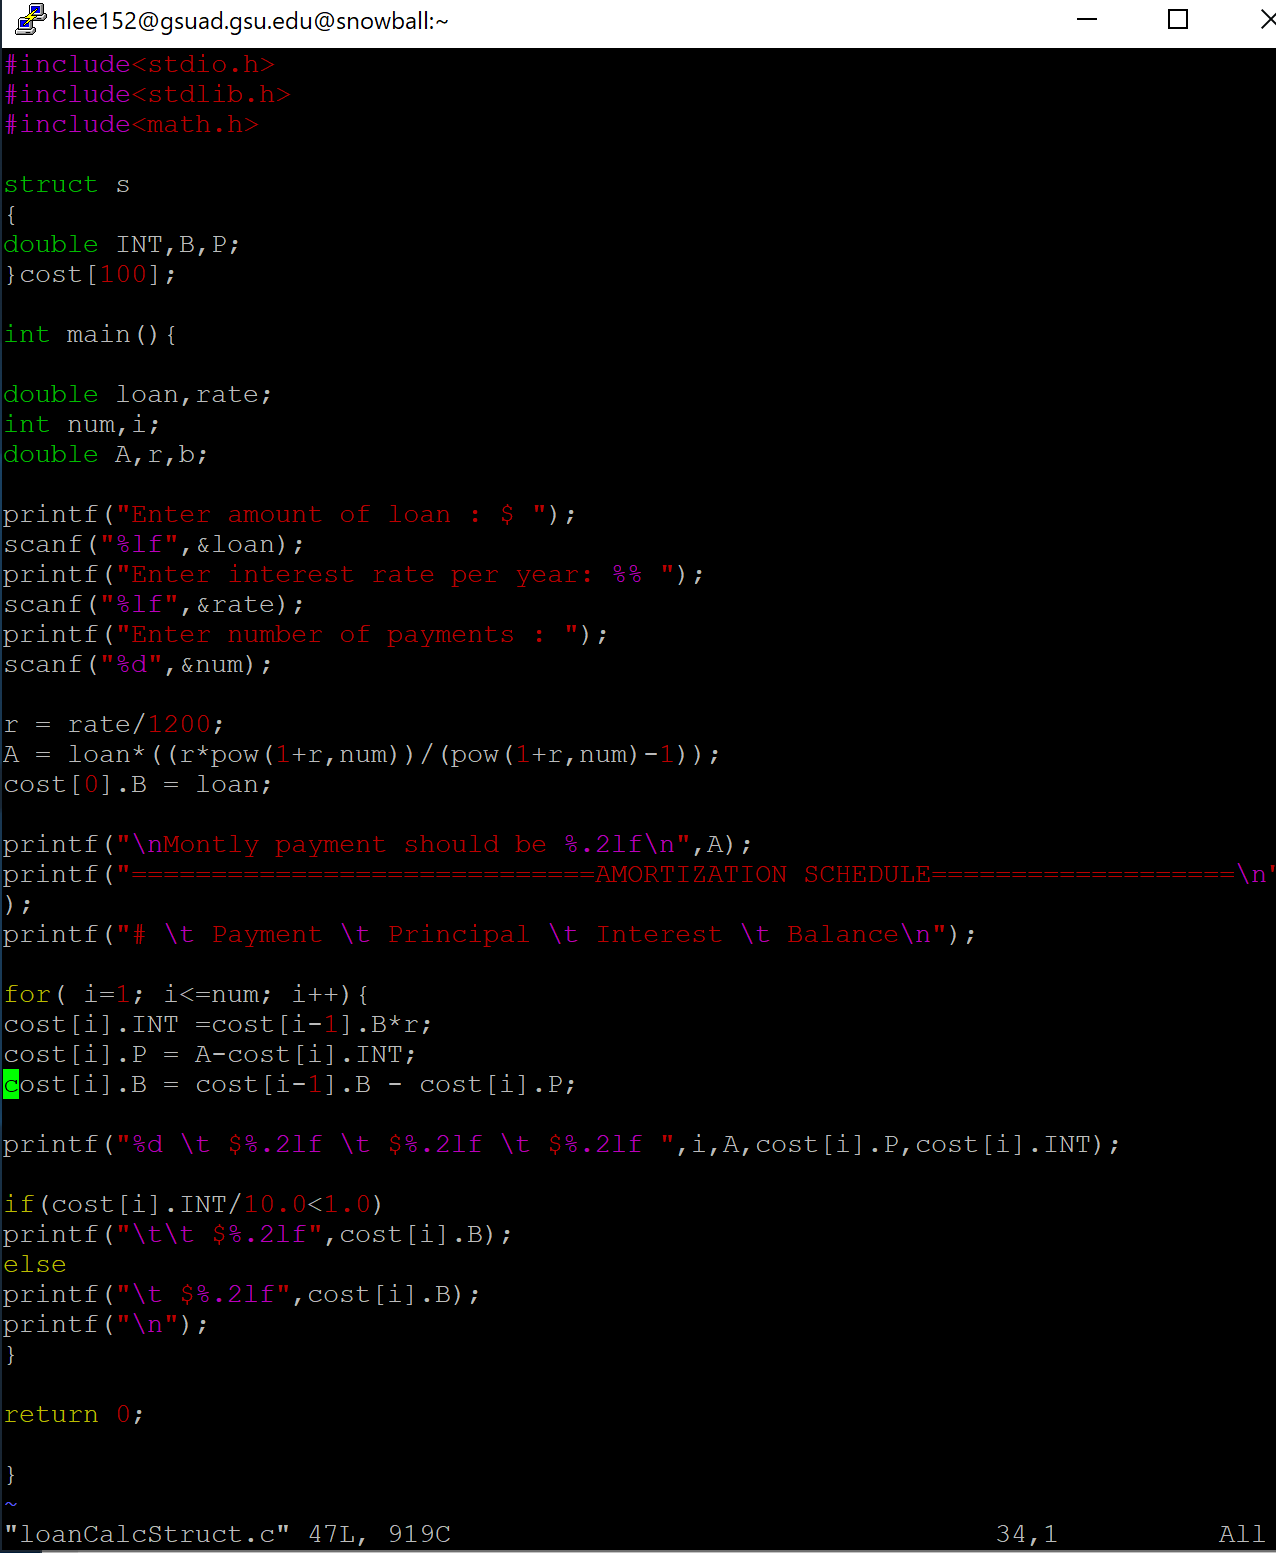 hlee152@gsuad.gsu.edu@snowball:~
#include<stdio.h>
#include<stdlib.h>
#include<math.h>
struct s
{
double INT,B,P;
}cost[100];
int main(){
double loan,rate;
int num,i;
double A,r,b;
printf("Enter amount of loan : $ ");
scanf("%lf",&loan);
printf("Enter interest rate per year: %% ");
scanf("%lf",&rate);
printf("Enter number of payments : ");
scanf("%d",&num);
r = rate/1200;
A = loan*((r*pow(1+r,num))/(pow(1+r,num)-1));
cost[0].B = loan;
printf("\nMontly payment should be %.2lf\n",A);
printf("=============================AMORTIZATION SCHEDULE===================\n"
);
printf("# \t Payment \t Principal \t Interest \t Balance\n");
for( i=1; i<=num; i++){
cost[i].INT =cost[i-1].B*r;
cost[i].P = A-cost[i].INT;
cost[i].B = cost[i-1].B - cost[i].P;
printf("%d \t $%.2lf \t $%.2lf \t $%.2lf ",i,A,cost[i].P,cost[i].INT);
if(cost[i].INT/10.0<1.0)
printf("\t\t $%.2lf",cost[i].B);
else
printf("\t $%.2lf",cost[i].B);
printf("\n");
}
return 0;
}
~
"loanCalcStruct.c" 47L, 919C 34,1 All